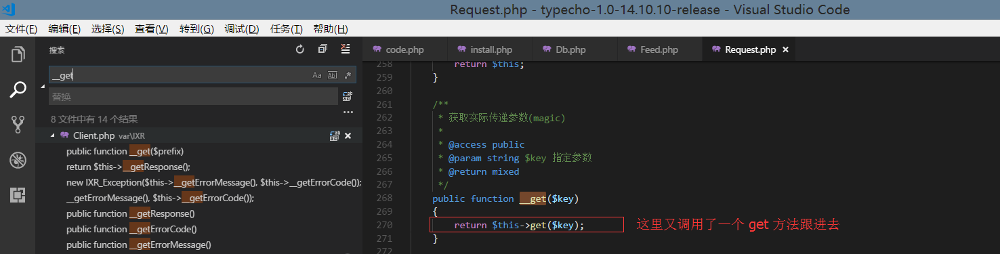 Request.php - typecho-1.0-14.10.10-release - Visual Studio Code
文件(F) 编辑(E) 选择(S) 查看(V) 转到(G) 调试(D) 任务(T) 帮助(H)
搜索
__get
Aa Abl .*
替换
8 文件中有 14 个结果
Client.php var\IXR
public function __get($prefix)
return $this->__getResponse();
new IXR_Exception($this->__getErrorMessage(), $this->__getErrorCode());
__getErrorMessage(), $this->__getErrorCode());
public function __getResponse()
public function __getErrorCode()
public function __getErrorMessage()
code.php install.php Db.php Feed.php Request.php
258 return $this;
259 }
260
261 /**
262 * 获取实际传递参数(magic)
263 *
264 * @access public
265 * @param string $key 指定参数
266 * @return mixed
267 */
268 public function __get($key)
269 {
270 return $this->get($key); 这里又调用了一个 get 方法跟进去
271 }
272